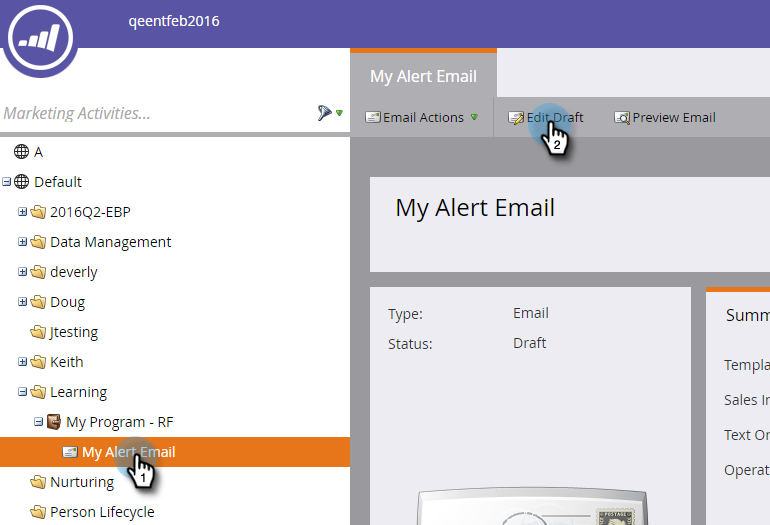 qeentfeb2016
My Alert Email
Marketing Activities...
Email Actions
Edit Draft
Preview Email
2
A
Default
2016Q2-EBP
Data Management
deverly
Doug
Jtesting
Keith
Learning
My Program - RF
My Alert Email
1
Nurturing
Person Lifecycle
My Alert Email
Type: Email
Status: Draft
Summ
Templa
Sales In
Text On
Operat